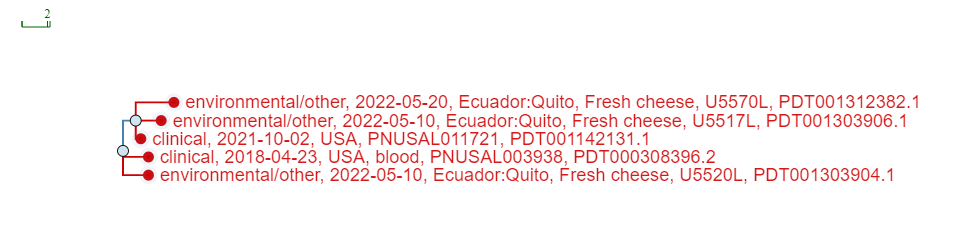 2
environmental/other, 2022-05-20, Ecuador:Quito, Fresh cheese, U5570L, PDT001312382.1
environmental/other, 2022-05-10, Ecuador:Quito, Fresh cheese, U5517L, PDT001303906.1
clinical, 2021-10-02, USA, PNUSAL011721, PDT001142131.1
clinical, 2018-04-23, USA, blood, PNUSAL003938, PDT000308396.2
environmental/other, 2022-05-10, Ecuador:Quito, Fresh cheese, U5520L, PDT001303904.1